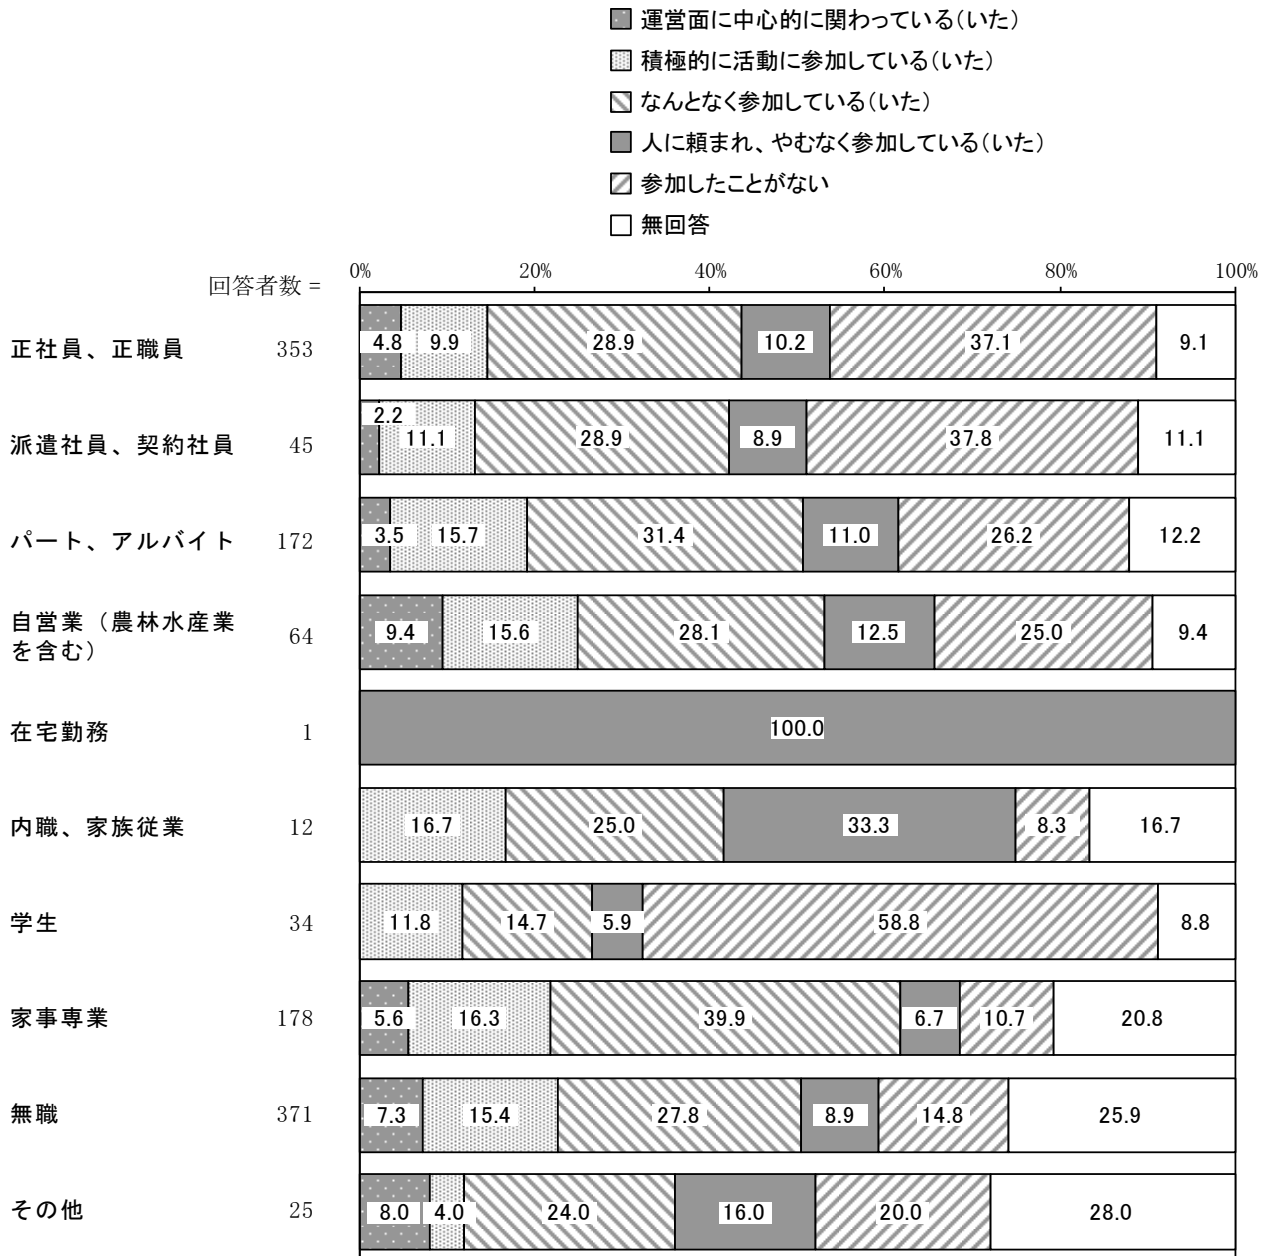 運営面に中心的に関わっている(いた)
積極的に活動に参加している(いた)
なんとなく参加している(いた)
人に頼まれ、やむなく参加している(いた)
参加したことがない
無回答
回答者数 =
0% 20% 40% 60% 80% 100%
正社員、正職員 353 4.8 9.9 28.9 10.2 37.1 9.1
派遣社員、契約社員 45 2.2 11.1 28.9 8.9 37.8 11.1
パート、アルバイト 172 3.5 15.7 31.4 11.0 26.2 12.2
自営業(農林水産業
を含む) 64 9.4 15.6 28.1 12.5 25.0 9.4
在宅勤務 1 100.0
内職、家族従業 12 16.7 25.0 33.3 8.3 16.7
学生 34 11.8 14.7 5.9 58.8 8.8
家事専業 178 5.6 16.3 39.9 6.7 10.7 20.8
無職 371 7.3 15.4 27.8 8.9 14.8 25.9
その他 25 8.0 4.0 24.0 16.0 20.0 28.0